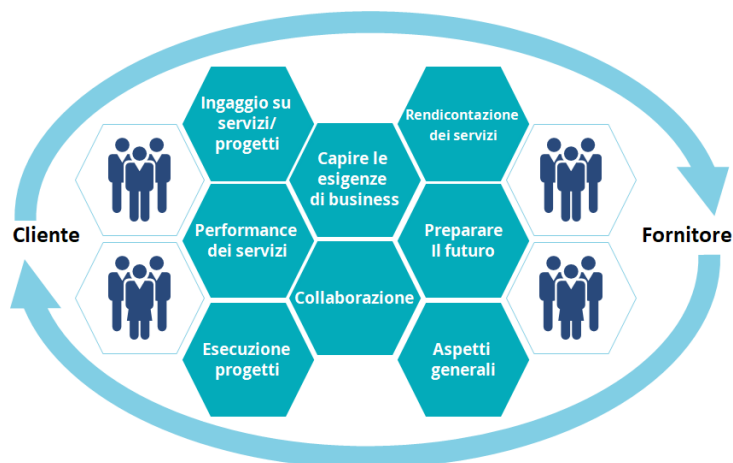 Ingaggio su
servizi/
progetti
Rendicontazione
dei servizi
Capire le
esigenze
di business
Cliente
Performance
dei servizi
Preparare
Il futuro
Fornitore
Collaborazione
Esecuzione
progetti
Aspetti
generali